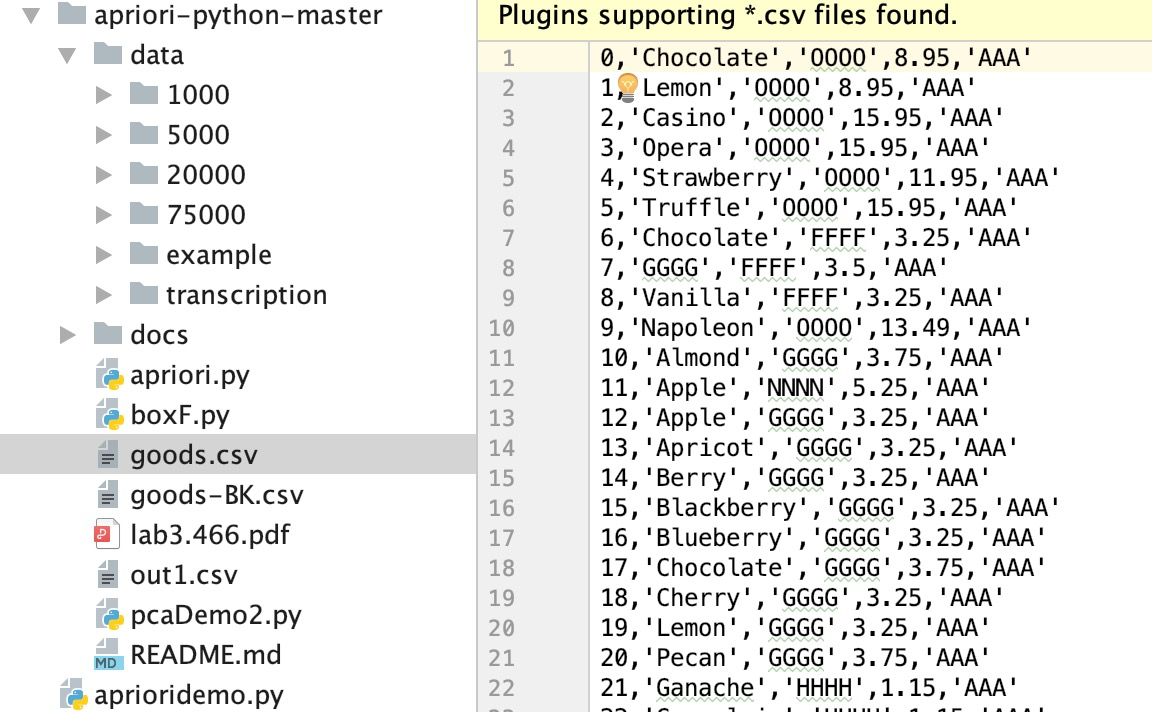 apriori-python-master
data
1000
5000
20000
75000
example
transcription
docs
apriori.py
boxF.py
goods.csv
goods-BK.csv
lab3.466.pdf
out1.csv
pcaDemo2.py
MD README.md
aprioridemo.py
Plugins supporting *.csv files found.
1 0,'Chocolate','OOOO',8.95,'AAA'
2 1, Lemon','OOOO',8.95,'AAA'
3 2,'Casino','OOOO',15.95,'AAA'
4 3,'Opera','OOOO',15.95,'AAA'
5 4,'Strawberry','OOOO',11.95,'AAA'
6 5,'Truffle','OOOO',15.95,'AAA'
7 6,'Chocolate','FFFF',3.25,'AAA'
8 7,'GGGG','FFFF',3.5,'AAA'
9 8,'Vanilla','FFFF',3.25,'AAA'
10 9,'Napoleon','OOOO',13.49,'AAA'
11 10,'Almond','GGGG',3.75,'AAA'
12 11,'Apple','NNNN',5.25,'AAA'
13 12,'Apple','GGGG',3.25,'AAA'
14 13,'Apricot','GGGG',3.25,'AAA'
15 14,'Berry','GGGG',3.25,'AAA'
16 15,'Blackberry','GGGG',3.25,'AAA'
17 16,'Blueberry','GGGG',3.25,'AAA'
18 17,'Chocolate','GGGG',3.75,'AAA'
19 18,'Cherry','GGGG',3.25,'AAA'
20 19,'Lemon','GGGG',3.25,'AAA'
21 20,'Pecan','GGGG',3.75,'AAA'
22 21,'Ganache','HHHH',1.15,'AAA'